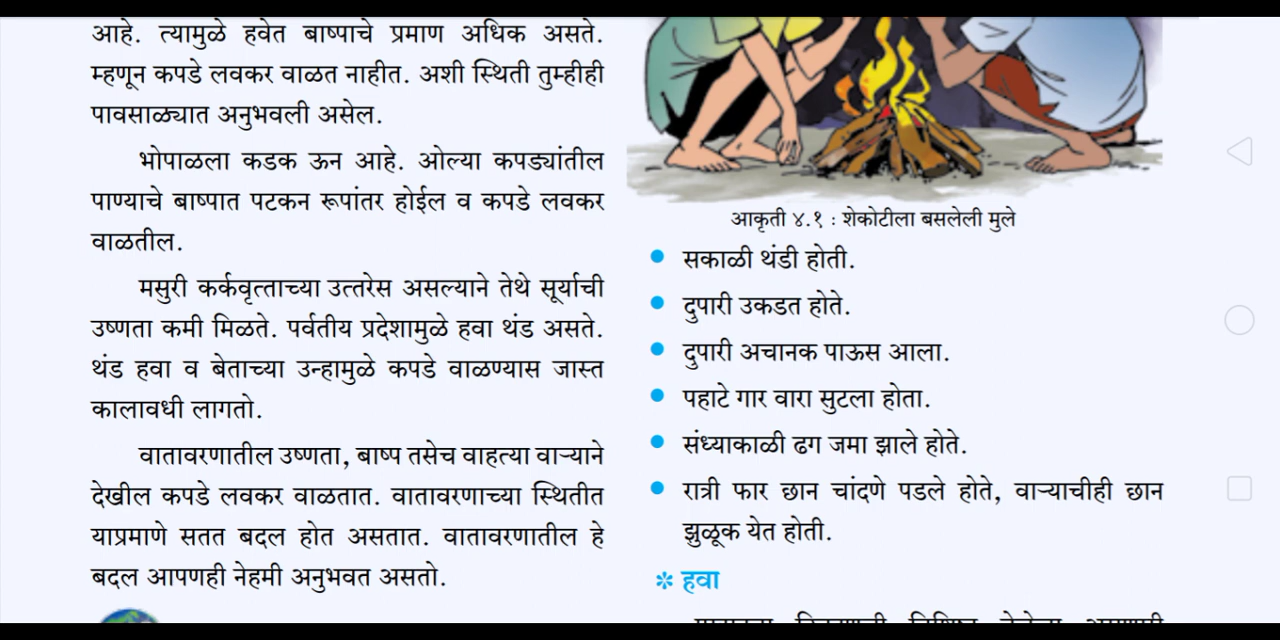 आहे. त्यामुळे हवेत बाष्पाचे प्रमाण अधिक असते.
म्हणून कपडे लवकर वाळत नाहीत. अशी स्थिती तुम्हीही
पावसाळ्यात अनुभवली असेल.
भोपाळला कडक ऊन आहे. ओल्या कपड्यांतील
पाण्याचे बाष्पात पटकन रूपांतर होईल व कपडे लवकर
वाळतील.
मसुरी कर्कवृत्ताच्या उत्तरेस असल्याने तेथे सूर्याची
उष्णता कमी मिळते. पर्वतीय प्रदेशामुळे हवा थंड असते.
थंड हवा व बेताच्या उन्हामुळे कपडे वाळण्यास जास्त
कालावधी लागतो.
वातावरणातील उष्णता, बाष्प तसेच वाहत्या वाऱ्याने
देखील कपडे लवकर वाळतात. वातावरणाच्या स्थितीत
याप्रमाणे सतत बदल होत असतात. वातावरणातील हे
बदल आपणही नेहमी अनुभवत असतो.
आकृती ४.१ : शेकोटीला बसलेली मुले
• सकाळी थंडी होती.
• दुपारी उकडत होते.
• दुपारी अचानक पाऊस आला.
• पहाटे गार वारा सुटला होता.
• संध्याकाळी ढग जमा झाले होते.
• रात्री फार छान चांदणे पडले होते, वाऱ्याचीही छान
झुळूक येत होती.
* हवा